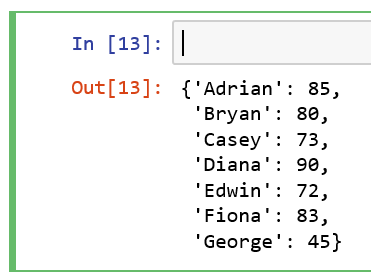 In [13]:
Out[13]: {'Adrian': 85,
'Bryan': 80,
'Casey': 73,
'Diana': 90,
'Edwin': 72,
'Fiona': 83,
'George': 45}